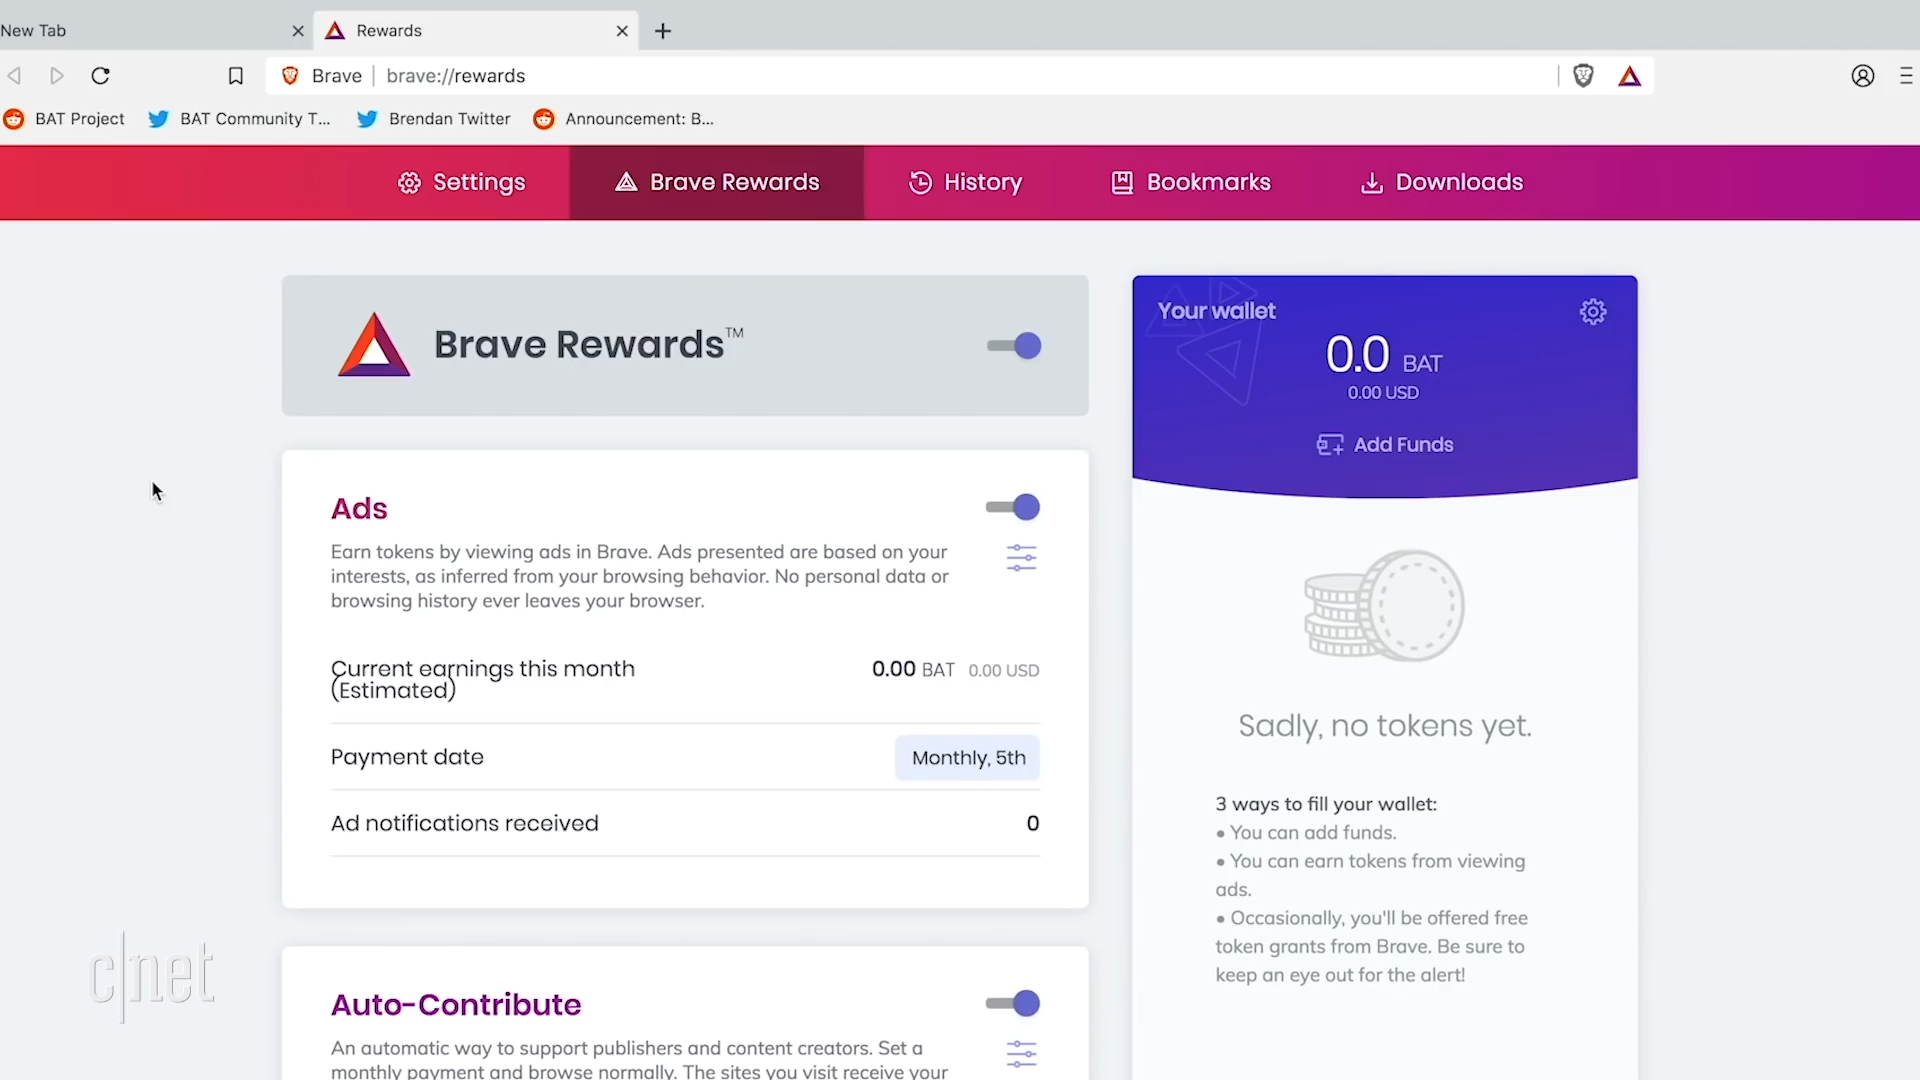 New Tab
Rewards
Brave | brave://rewards
BAT Project
BAT Community T...
Brendan Twitter
Announcement: B...
Settings
Brave Rewards
History
Bookmarks
Downloads
Brave Rewards™
Ads
Earn tokens by viewing ads in Brave. Ads presented are based on your
interests, as inferred from your browsing behavior. No personal data or
browsing history ever leaves your browser.
Current earnings this month
(Estimated)
0.00 BAT 0.00 USD
Payment date
Monthly, 5th
Ad notifications received
0
Auto-Contribute
An automatic way to support publishers and content creators. Set a
monthly payment and browse normally. The sites you visit receive your
Your wallet
0.0 BAT
0.00 USD
Add Funds
Sadly, no tokens yet.
3 ways to fill your wallet:
• You can add funds.
• You can earn tokens from viewing
ads.
• Occasionally, you'll be offered free
token grants from Brave. Be sure to
keep an eye out for the alert!
c|net